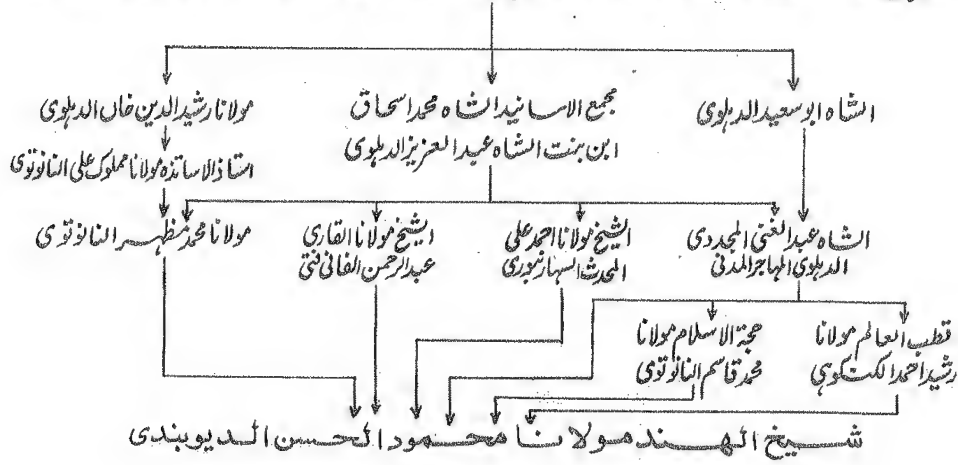 الشاہ ابو سعید الدہلوی
مجمع الاسانید الشاہ محمد اسحاق
ابن بنت الشاہ عبد العزیز الدہلوی
مولانا رشید الدین خاں الدہلوی
استاذ الاساتذہ مولانا مملوک علی النانوتوی
الشاہ عبد الغنی المجددی
الدہلوی المہاجر المدنی
الشیخ مولانا احمد علی
المحدث السہارنپوری
الشیخ مولانا القاری
عبد الرحمن الفانی فتی
مولانا محمد مظہر النانوتوی
قطب العالم مولانا
رشید احمد الکنکوہی
حجۃ الاسلام مولانا
محمد قاسم النانوتوی
شیخ الہند مولانا محمود الحسن الدیوبندی